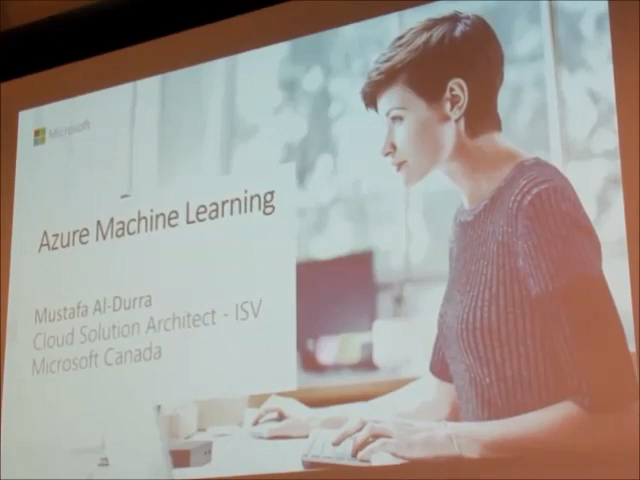 Microsoft
Azure Machine Learning
Mustafa Al-Durra
Cloud Solution Architect - ISV
Microsoft Canada